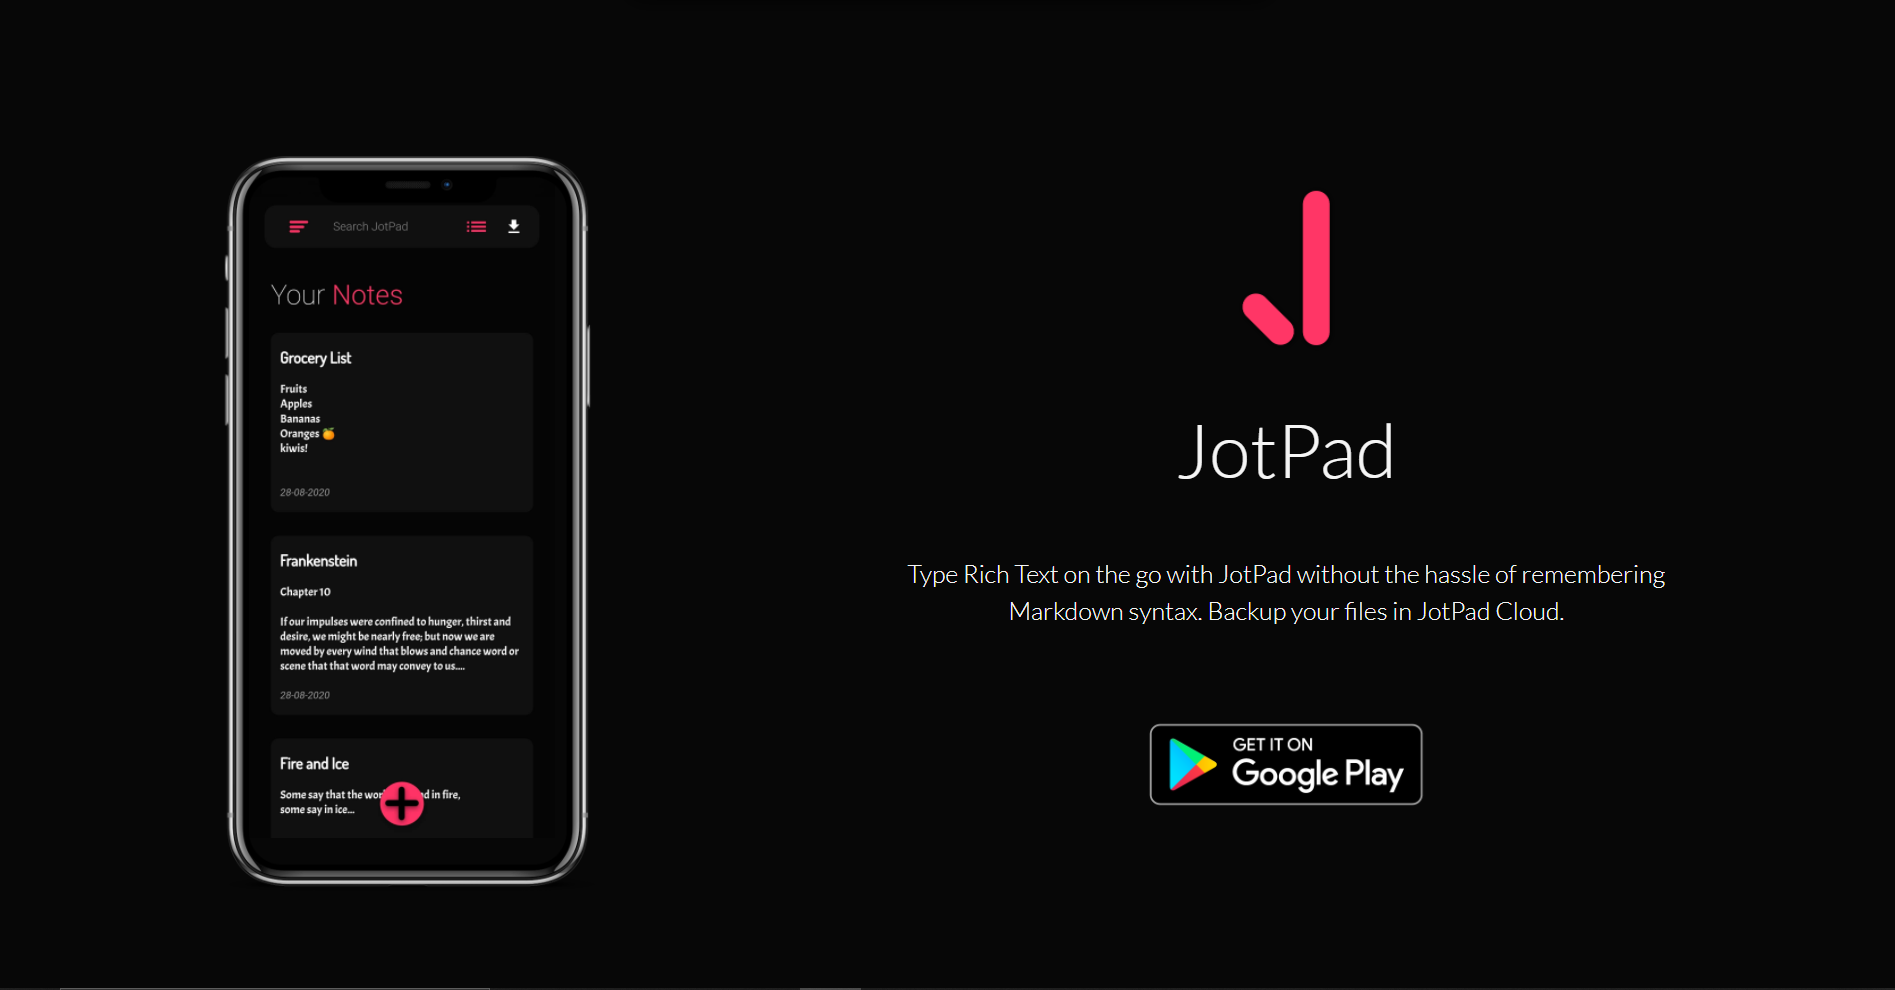 Search JotPad
Your Notes
Grocery List
Fruits
Apples
Bananas
Oranges 🍊
kiwis!
28-08-2020
Frankenstein
Chapter 10
If our impulses were confined to hunger, thirst and
desire, we might be nearly free; but now we are
moved by every wind that blows and chance word or
scene that that word may convey to us....
28-08-2020
Fire and Ice
Some say that the in fire,
some say in ice...
JotPad
Type Rich Text on the go with JotPad without the hassle of remembering
Markdown syntax. Backup your files in JotPad Cloud.
GET IT ON
Google Play